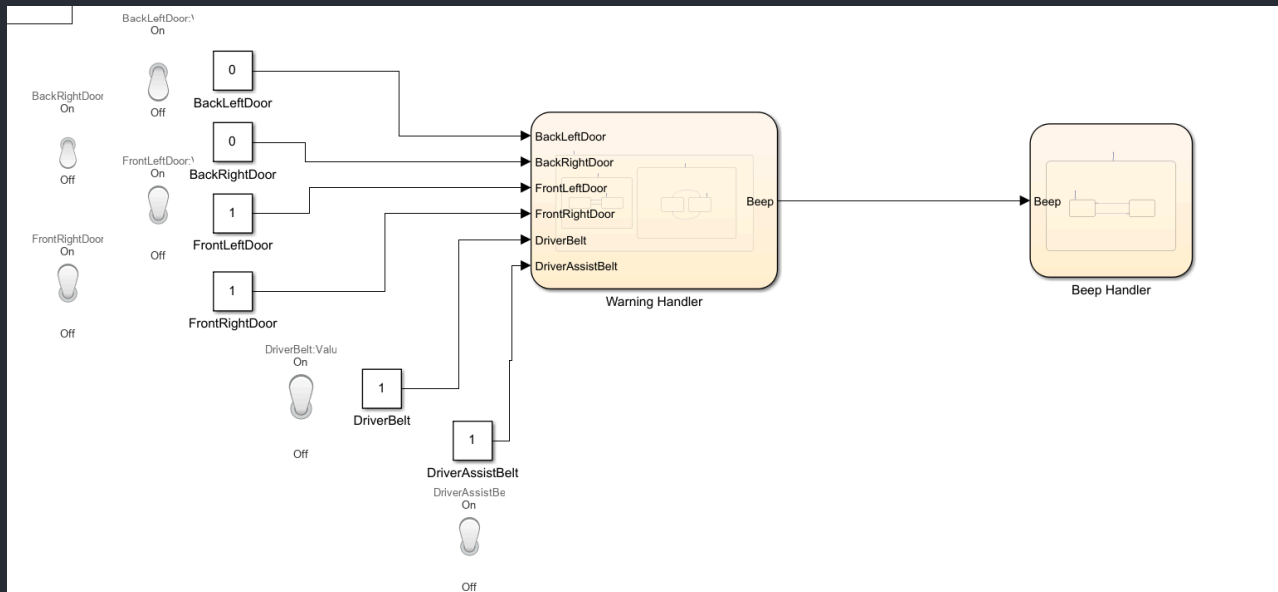 BackLeftDoor:V
On
Off
0
BackLeftDoor
BackRightDoor
On
Off
0
BackRightDoor
FrontLeftDoor:V
On
Off
1
FrontLeftDoor
FrontRightDoor
On
Off
1
FrontRightDoor
DriverBelt:Valu
On
Off
1
DriverBelt
1
DriverAssistBelt
DriverAssistBe
On
Off
BackLeftDoor
BackRightDoor
FrontLeftDoor
FrontRightDoor
DriverBelt
DriverAssistBelt
Beep
Warning Handler
Beep
Beep Handler